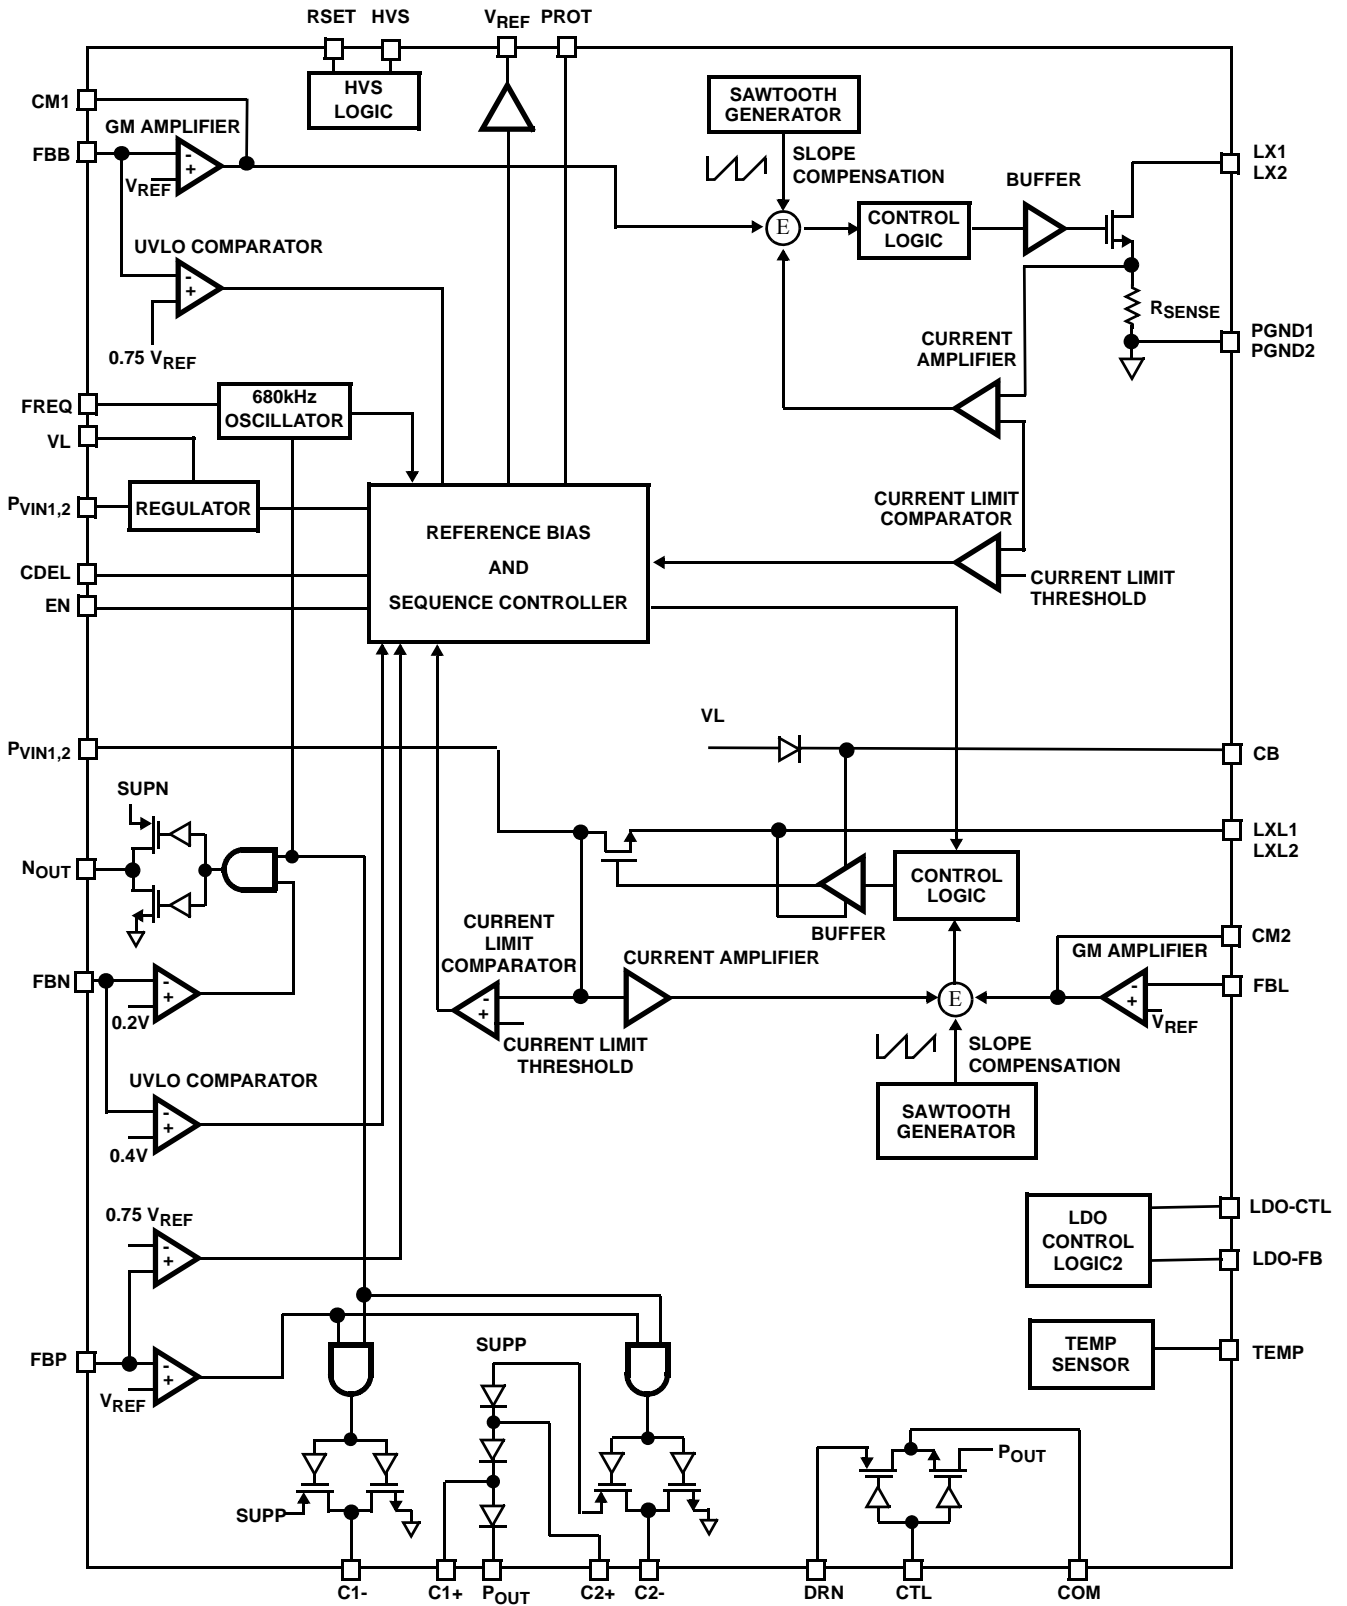 RSET HVS VREF PROT
HVS
LOGIC
SAWTOOTH
GENERATOR
CM1
GM AMPLIFIER
FBB
-
+
VREF
SLOPE
COMPENSATION
BUFFER
LX1
LX2
E
CONTROL
LOGIC
UVLO COMPARATOR
-
+
0.75 VREF
RSENSE
PGND1
PGND2
CURRENT
AMPLIFIER
FREQ
680kHz
OSCILLATOR
VL
PVIN1,2
REGULATOR
CURRENT LIMIT
COMPARATOR
REFERENCE BIAS
AND
SEQUENCE CONTROLLER
CDEL
EN
CURRENT LIMIT
THRESHOLD
PVIN1,2
VL
CB
SUPN
LXL1
LXL2
NOUT
CONTROL
LOGIC
BUFFER
CURRENT
LIMIT
COMPARATOR
CURRENT AMPLIFIER
CM2
GM AMPLIFIER
FBN
-
+
0.2V
-
+
E
-
+
FBL
VREF
CURRENT LIMIT
THRESHOLD
SLOPE
COMPENSATION
UVLO COMPARATOR
-
+
0.4V
SAWTOOTH
GENERATOR
0.75 VREF
-
+
LDO
CONTROL
LOGIC2
LDO-CTL
LDO-FB
FBP
-
+
VREF
SUPP
TEMP
SENSOR
TEMP
SUPP
POUT
C1- C1+ POUT C2+ C2- DRN CTL COM